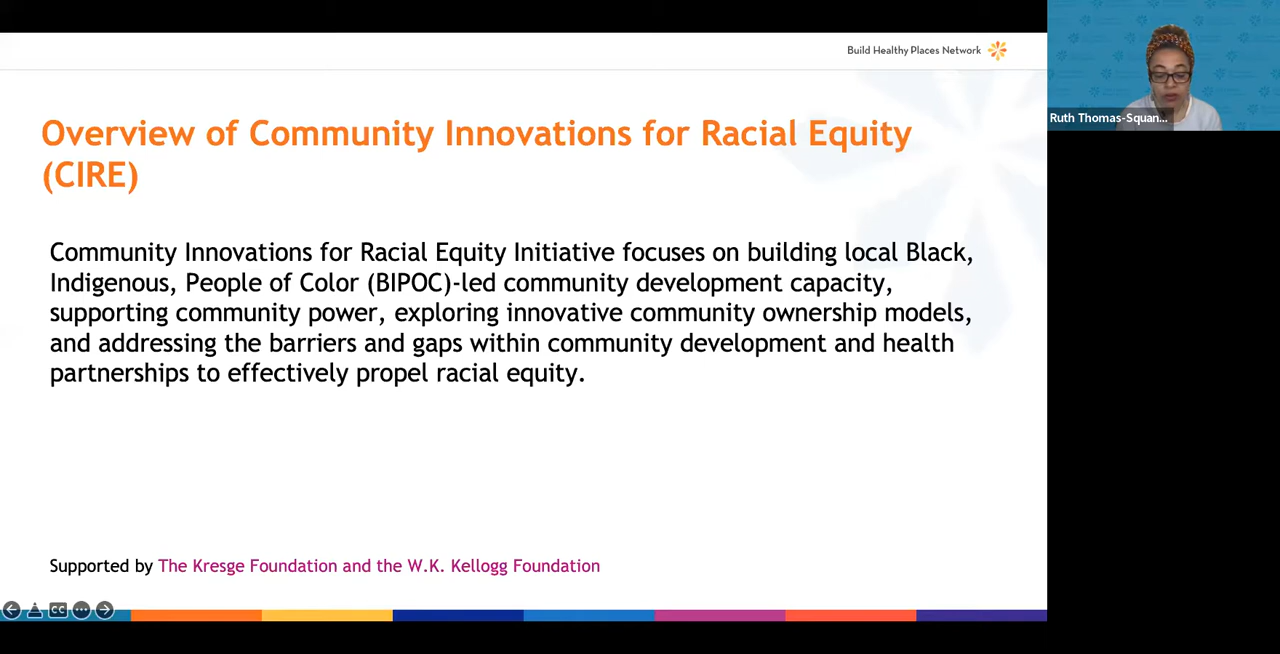 Build Healthy Places Network
Ruth Thomas-Squan...
Overview of Community Innovations for Racial Equity
(CIRE)
Community Innovations for Racial Equity Initiative focuses on building local Black,
Indigenous, People of Color (BIPOC)-led community development capacity,
supporting community power, exploring innovative community ownership models,
and addressing the barriers and gaps within community development and health
partnerships to effectively propel racial equity.
Supported by The Kresge Foundation and the W.K. Kellogg Foundation
CC